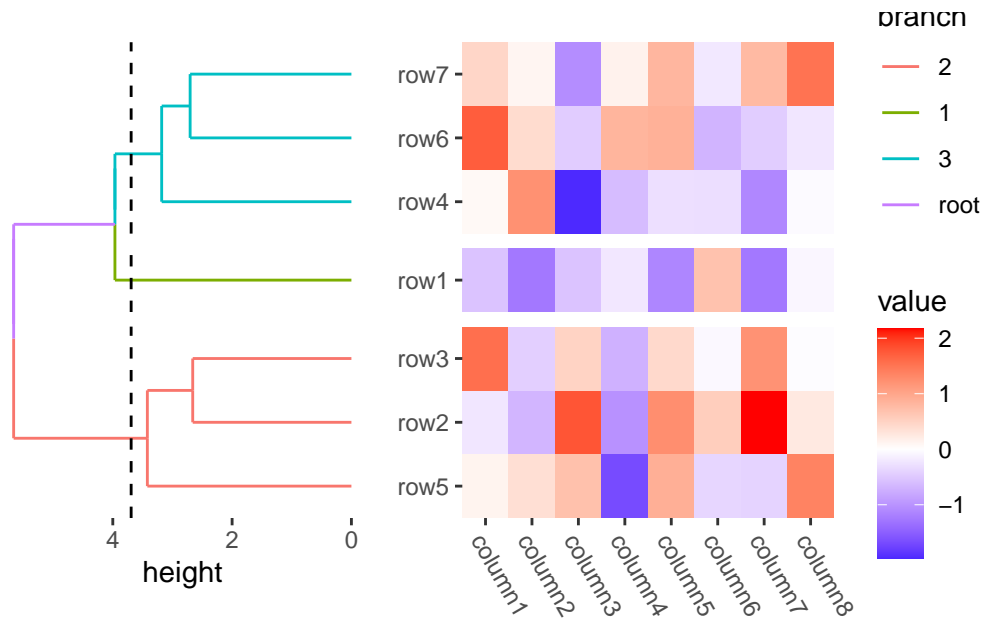 branch
2
1
3
root
row7
row6
row4
row1
row3
row2
row5
4 2 0
height
column1 column2 column3 column4 column5 column6 column7 column8
value
2
1
0
−1